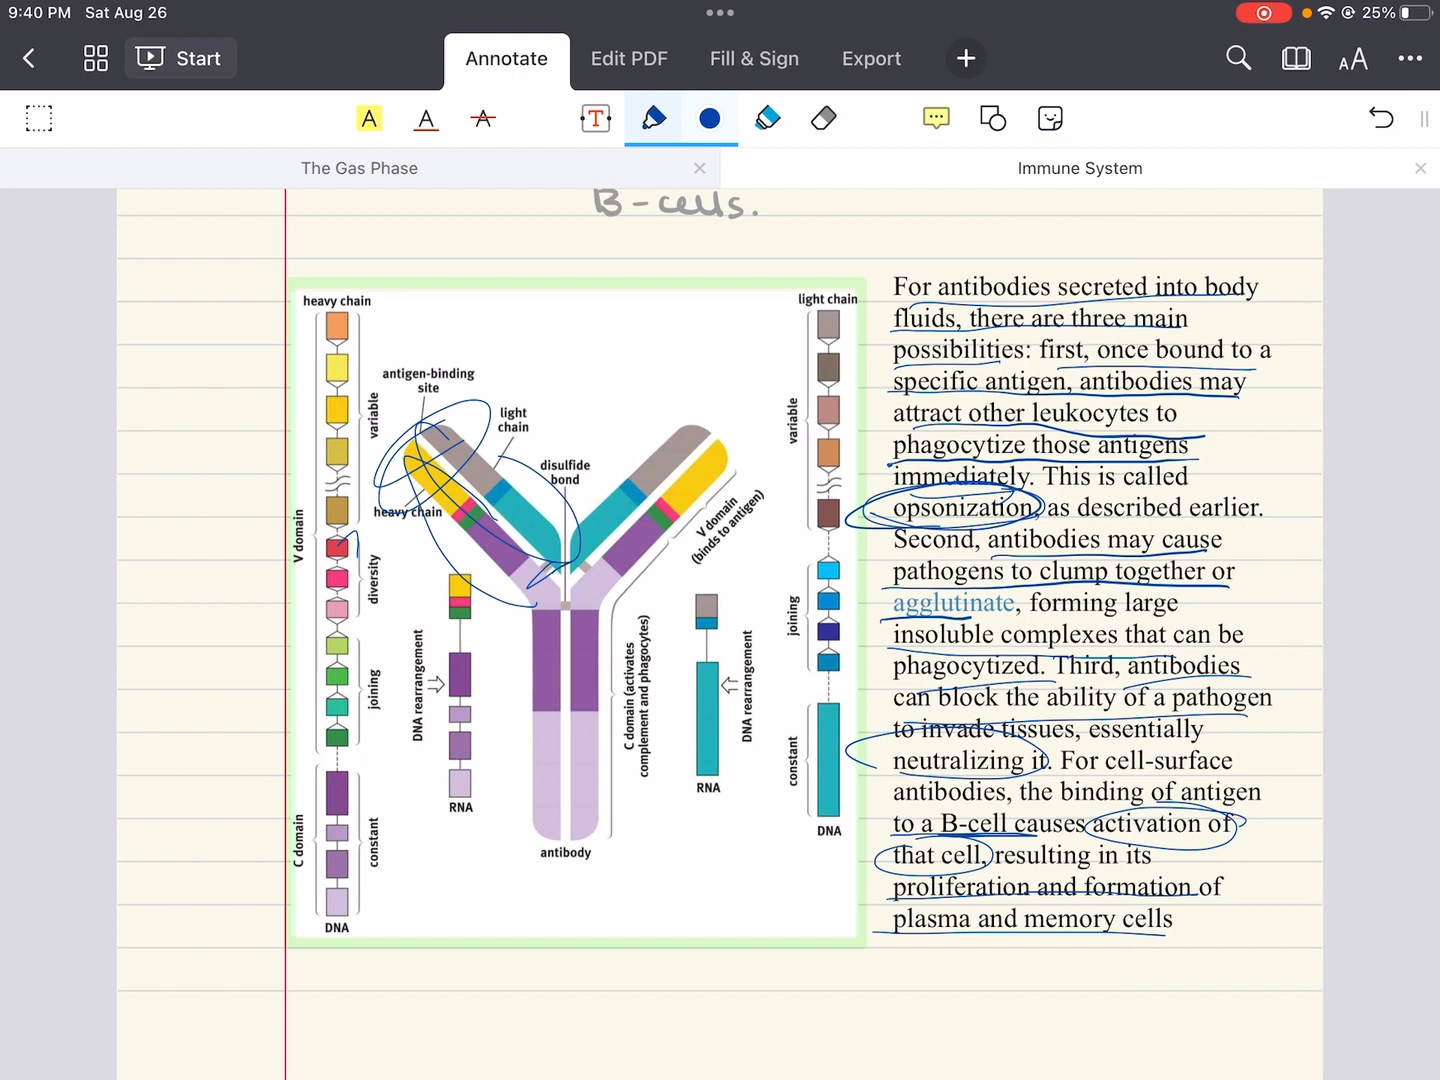 9:40 PM Sat Aug 26
25%
Start
Annotate
Edit PDF
Fill & Sign
Export
The Gas Phase
Immune System
B-cells.
heavy chain
variable
V domain
diversity
joining
C domain
constant
DNA
antigen-binding
site
light
chain
disulfide
bond
heavy chain
V domain
(binds to antigen)
DNA rearrangement
RNA
C domain (activates
complement and phagocytes)
antibody
DNA rearrangement
RNA
light chain
variable
joining
constant
DNA
For antibodies secreted into body
fluids, there are three main
possibilities: first, once bound to a
specific antigen, antibodies may
attract other leukocytes to
phagocytize those antigens
immediately. This is called
opsonization, as described earlier.
Second, antibodies may cause
pathogens to clump together or
agglutinate, forming large
insoluble complexes that can be
phagocytized. Third, antibodies
can block the ability of a pathogen
to invade tissues, essentially
neutralizing it. For cell-surface
antibodies, the binding of antigen
to a B-cell causes activation of
that cell, resulting in its
proliferation and formation of
plasma and memory cells